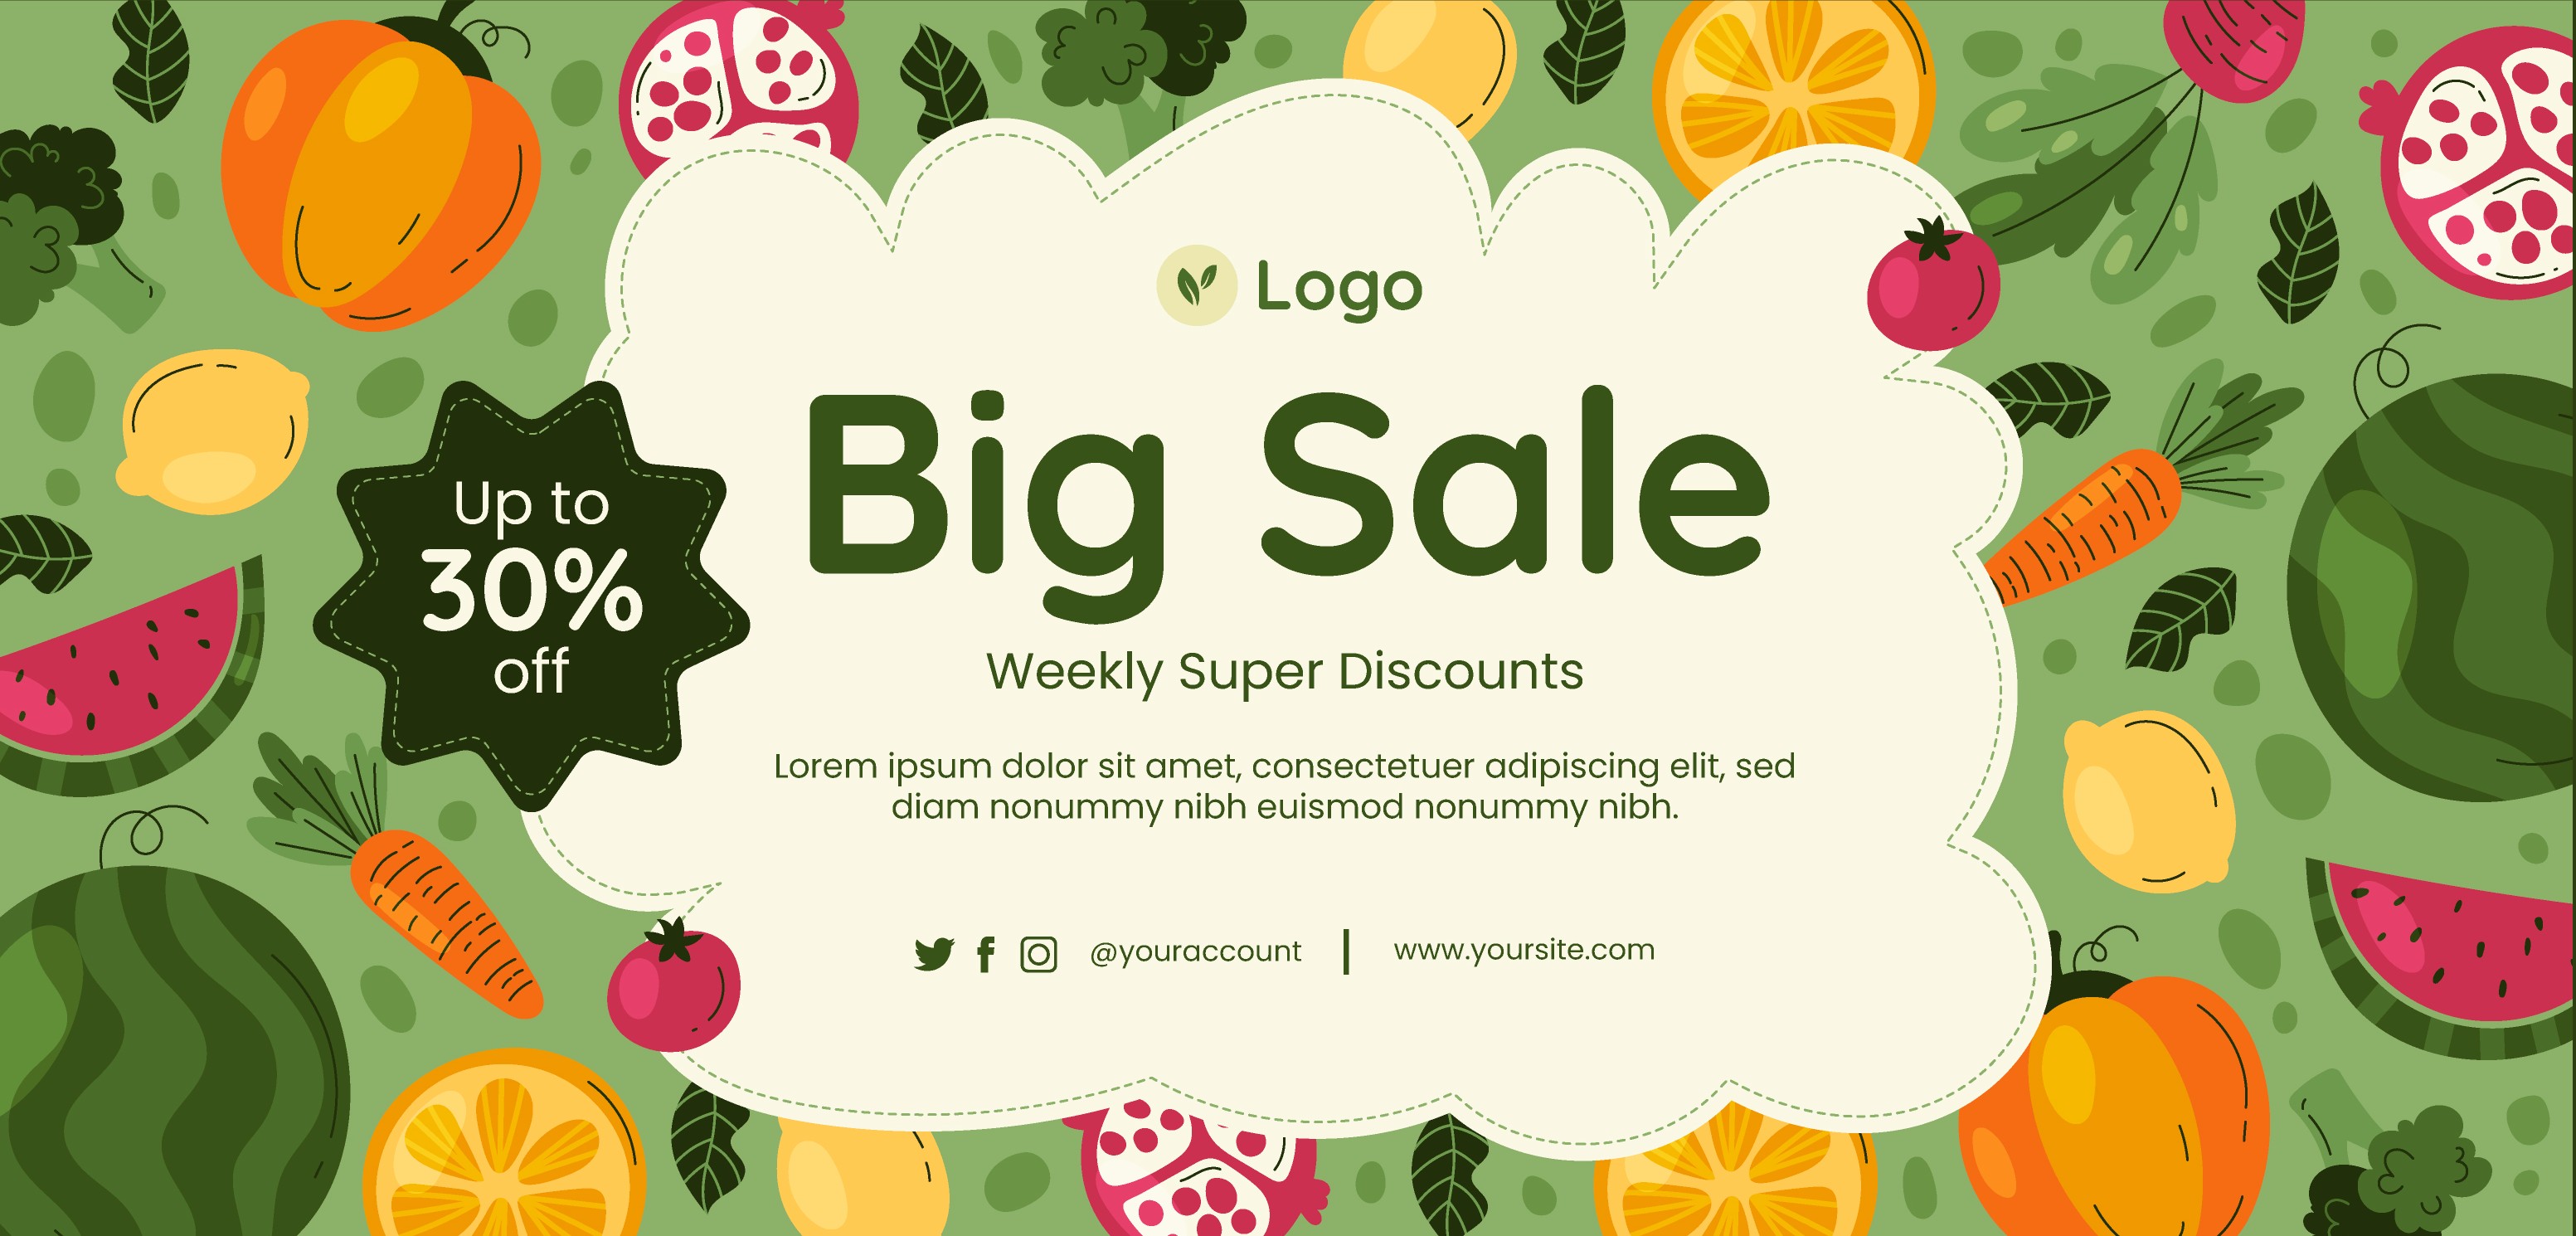 Logo
Big Sale
Up to
30%
off
Weekly Super Discounts
Lorem ipsum dolor sit amet, consectetuer adipiscing elit, sed
diam nonummy nibh euismod nonummy nibh.
@youraccount | www.yoursite.com